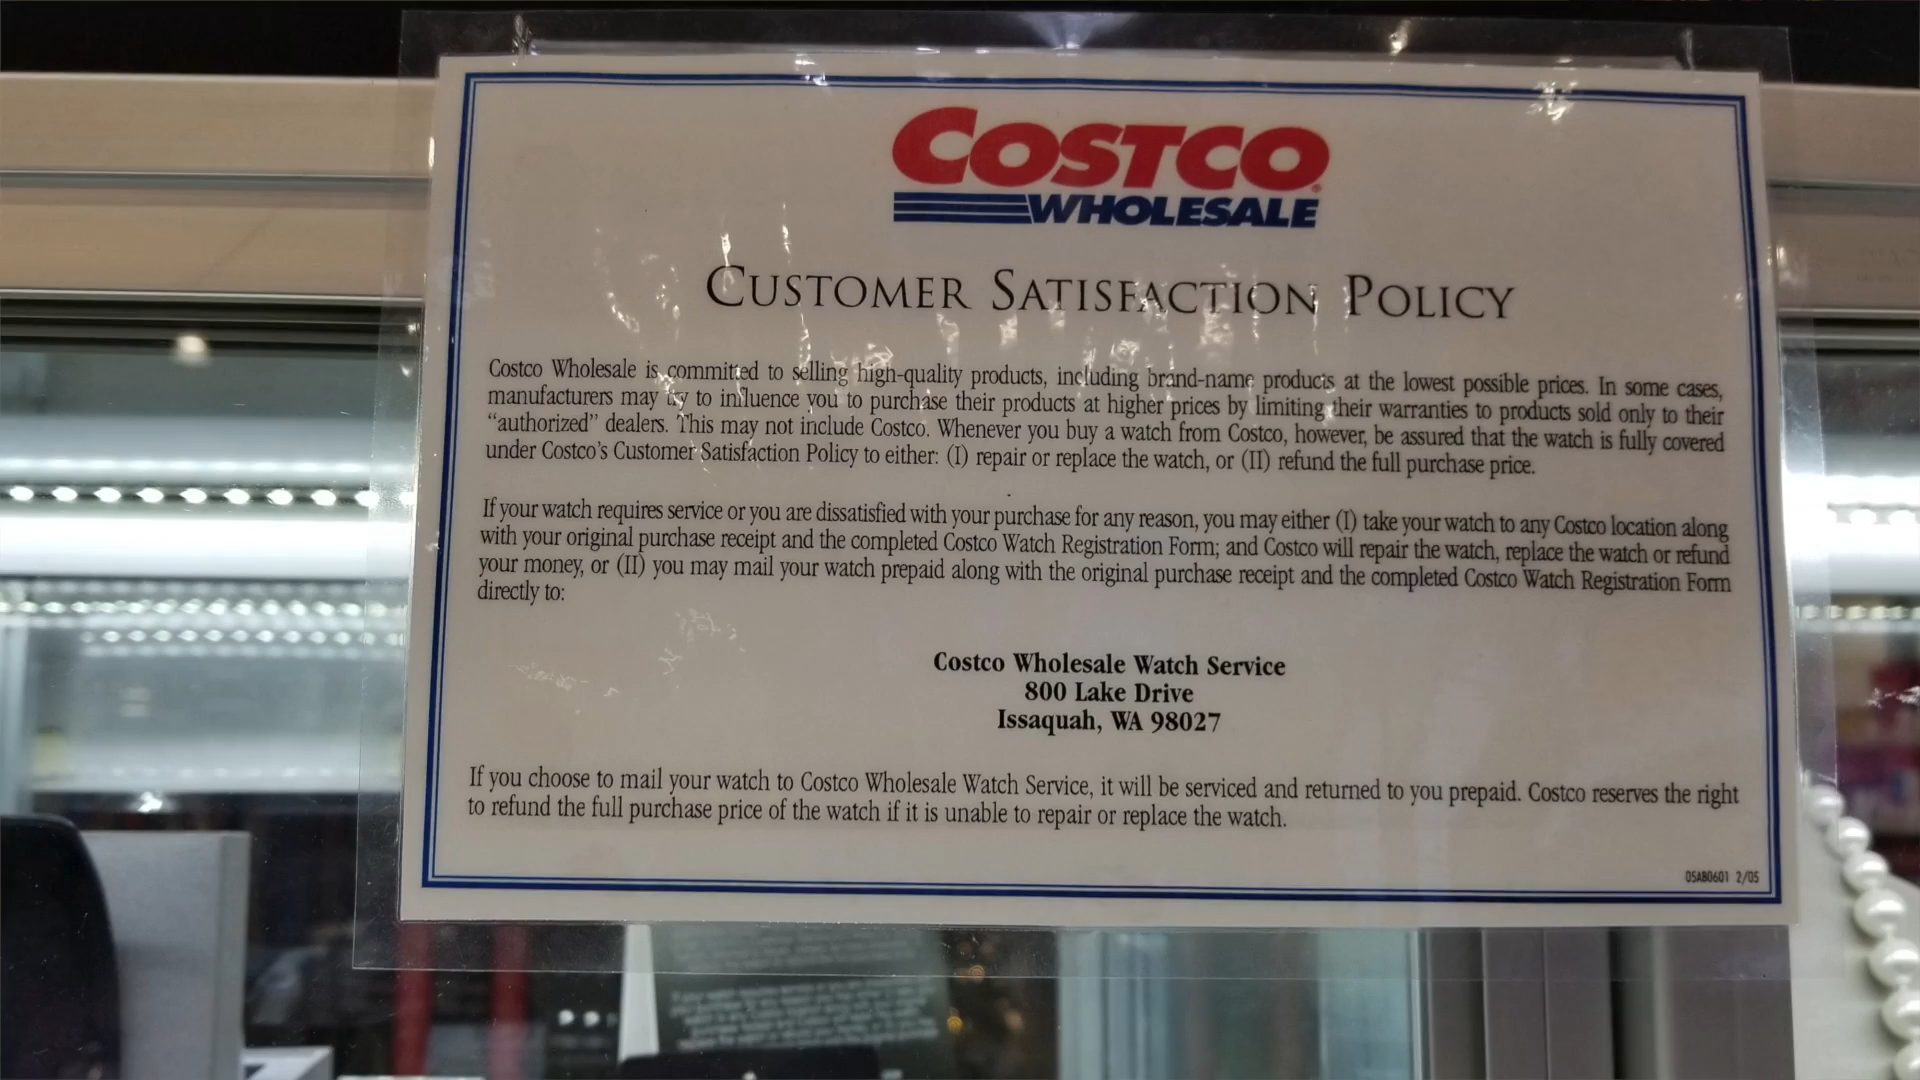 COSTCO
WHOLESALE
CUSTOMER SATISFACTION POLICY
Costco Wholesale is committed to selling high-quality products, including brand-name products at the lowest possible prices. In some cases,
manufacturers may try to influence you to purchase their products at higher prices by limiting their warranties to products sold only to their
“authorized” dealers. This may not include Costco. Whenever you buy a watch from Costco, however, be assured that the watch is fully covered
under Costco’s Customer Satisfaction Policy to either: (I) repair or replace the watch, or (II) refund the full purchase price.
If your watch requires service or you are dissatisfied with your purchase for any reason, you may either (I) take your watch to any Costco location along
with your original purchase receipt and the completed Costco Watch Registration Form; and Costco will repair the watch, replace the watch or refund
your money, or (II) you may mail your watch prepaid along with the original purchase receipt and the completed Costco Watch Registration Form
directly to:
Costco Wholesale Watch Service
800 Lake Drive
Issaquah, WA 98027
If you choose to mail your watch to Costco Wholesale Watch Service, it will be serviced and returned to you prepaid. Costco reserves the right
to refund the full purchase price of the watch if it is unable to repair or replace the watch.
05AB0601 2/05